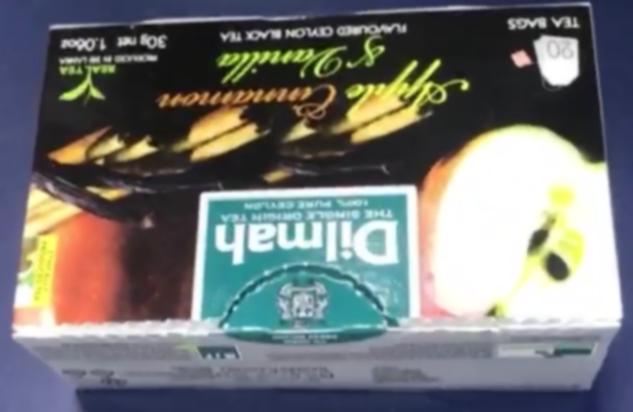 Dilmah
THE SINGLE ORIGIN TEA
100% PURE CEYLON
Apple Cinnamon
& Vanilla
FLAVOURED CEYLON BLACK TEA
20
TEA BAGS
REAL TEA
PRODUCED IN SRI LANKA
30g net 1.06oz